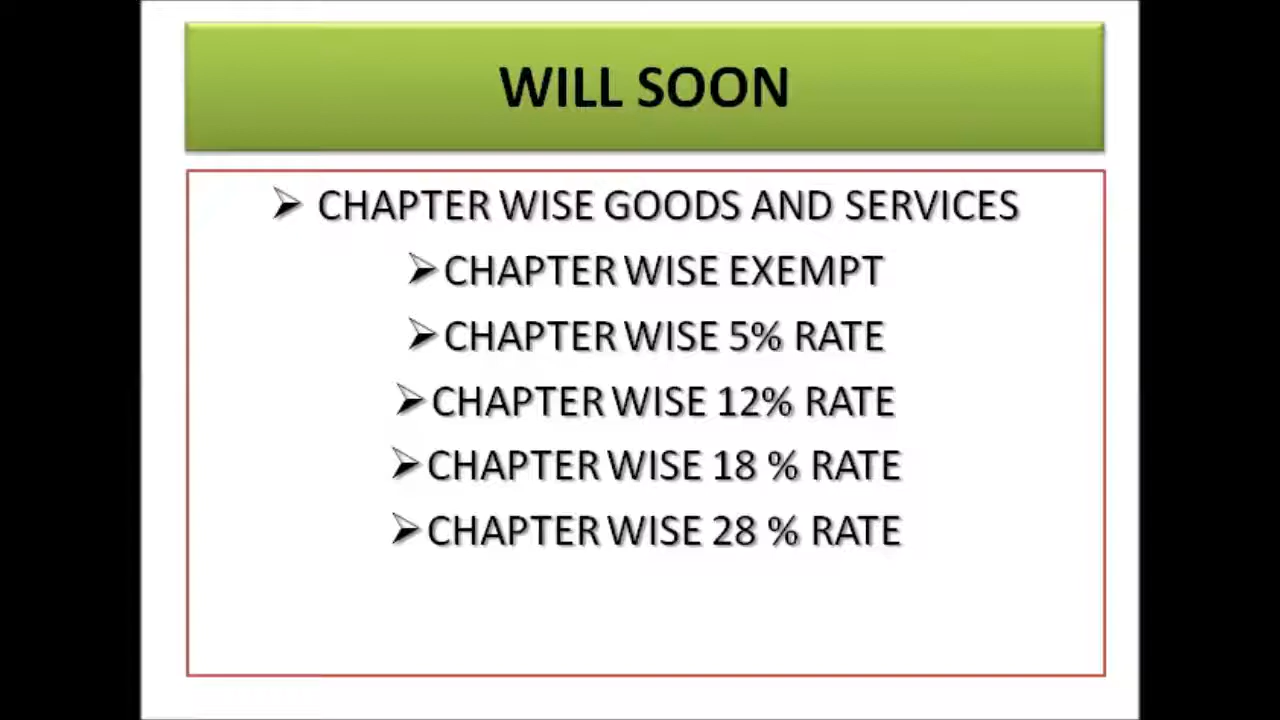 WILL SOON
➢ CHAPTER WISE GOODS AND SERVICES
➢CHAPTER WISE EXEMPT
➢CHAPTER WISE 5% RATE
➢CHAPTER WISE 12% RATE
➢CHAPTER WISE 18 % RATE
➢CHAPTER WISE 28 % RATE